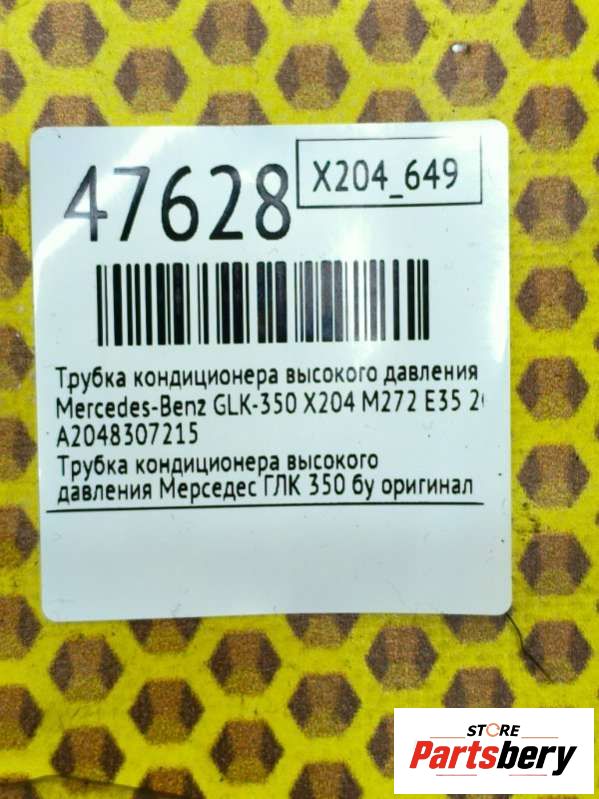 47628
X204_649
Трубка кондиционера высокого давления
Mercedes-Benz GLK-350 X204 M272 E35
A2048307215
Трубка кондиционера высокого
давления Мерседес ГЛК 350 бу оригинал
STORE
Partsbery